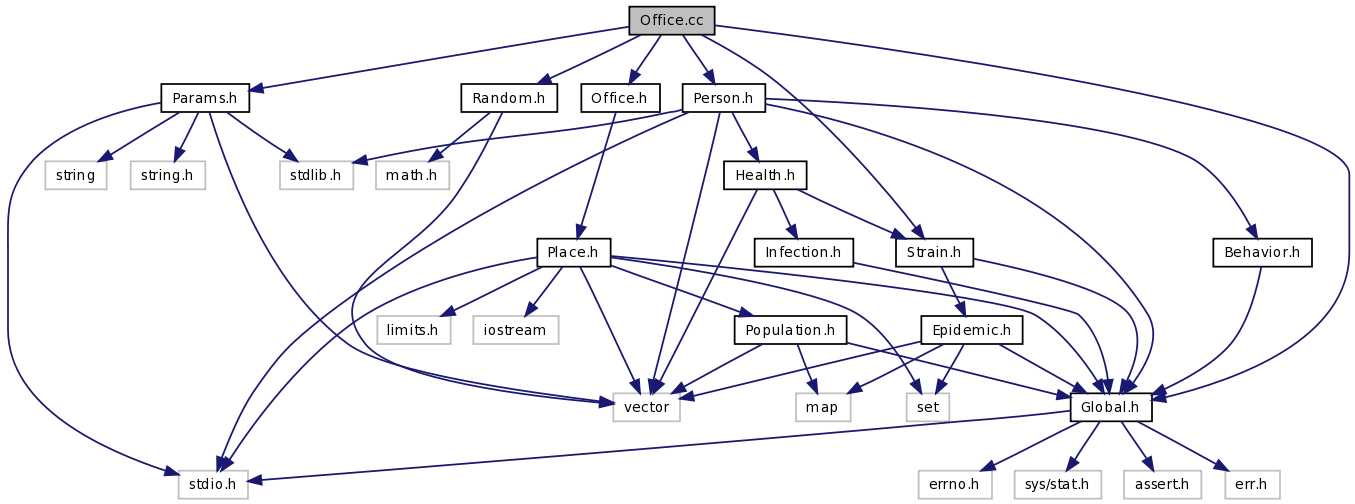 Office.cc
Params.h
Random.h
Office.h
Person.h
string
string.h
stdlib.h
math.h
Health.h
Place.h
Infection.h
Strain.h
Behavior.h
limits.h
iostream
Population.h
Epidemic.h
vector
map
set
Global.h
stdio.h
errno.h
sys/stat.h
assert.h
err.h